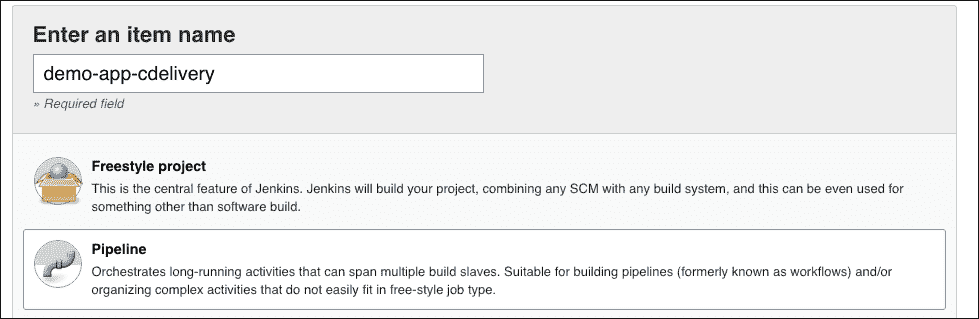 Enter an item name
demo-app-cdelivery
» Required field
Freestyle project
This is the central feature of Jenkins. Jenkins will build your project, combining any SCM with any build system, and this can be even used for
something other than software build.
Pipeline
Orchestrates long-running activities that can span multiple build slaves. Suitable for building pipelines (formerly known as workflows) and/or
organizing complex activities that do not easily fit in free-style job type.